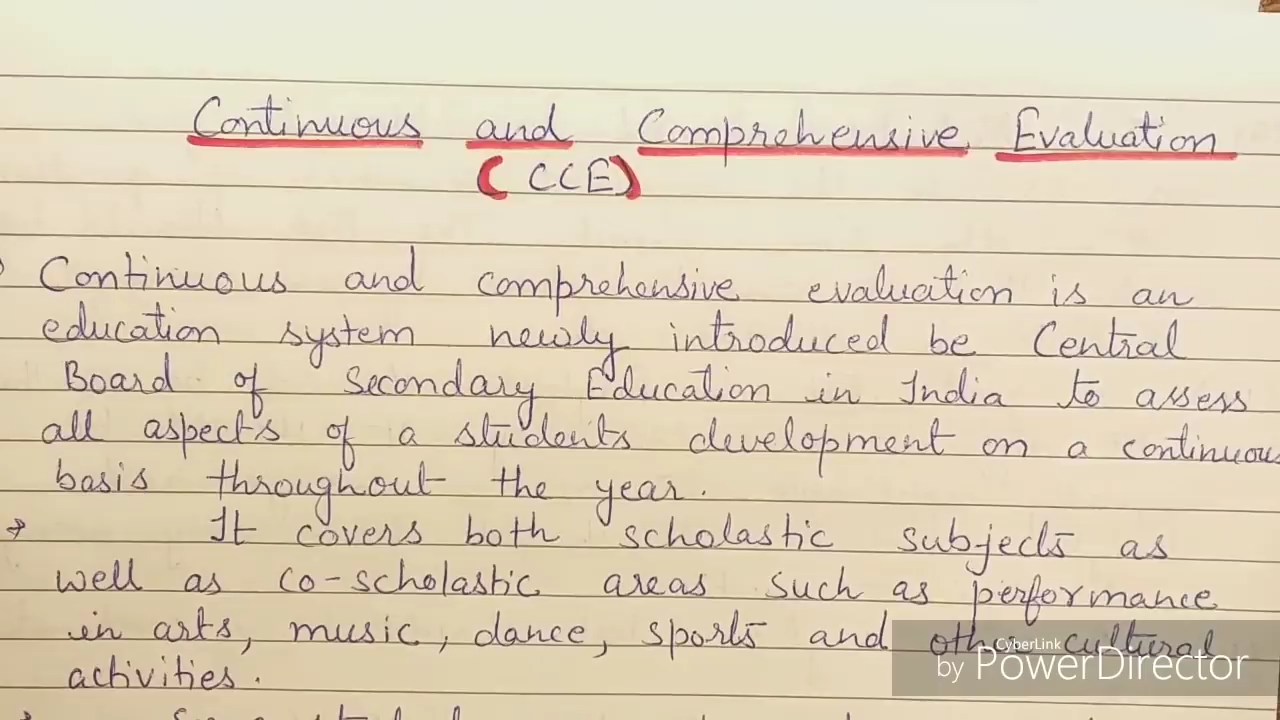 Continuous and Comprehensive Evaluation
(CCE)
Continuous and comprehensive evaluation is an
education system newly introduced be Central
Board of Secondary Education in India to assess
all aspects of a students development on a continuous
basis throughout the year.
→ It covers both scholastic subjects as
well as co-scholastic areas such as performance
in arts, music, dance, sports and other cultural
activities.
CyberLink
by PowerDirector